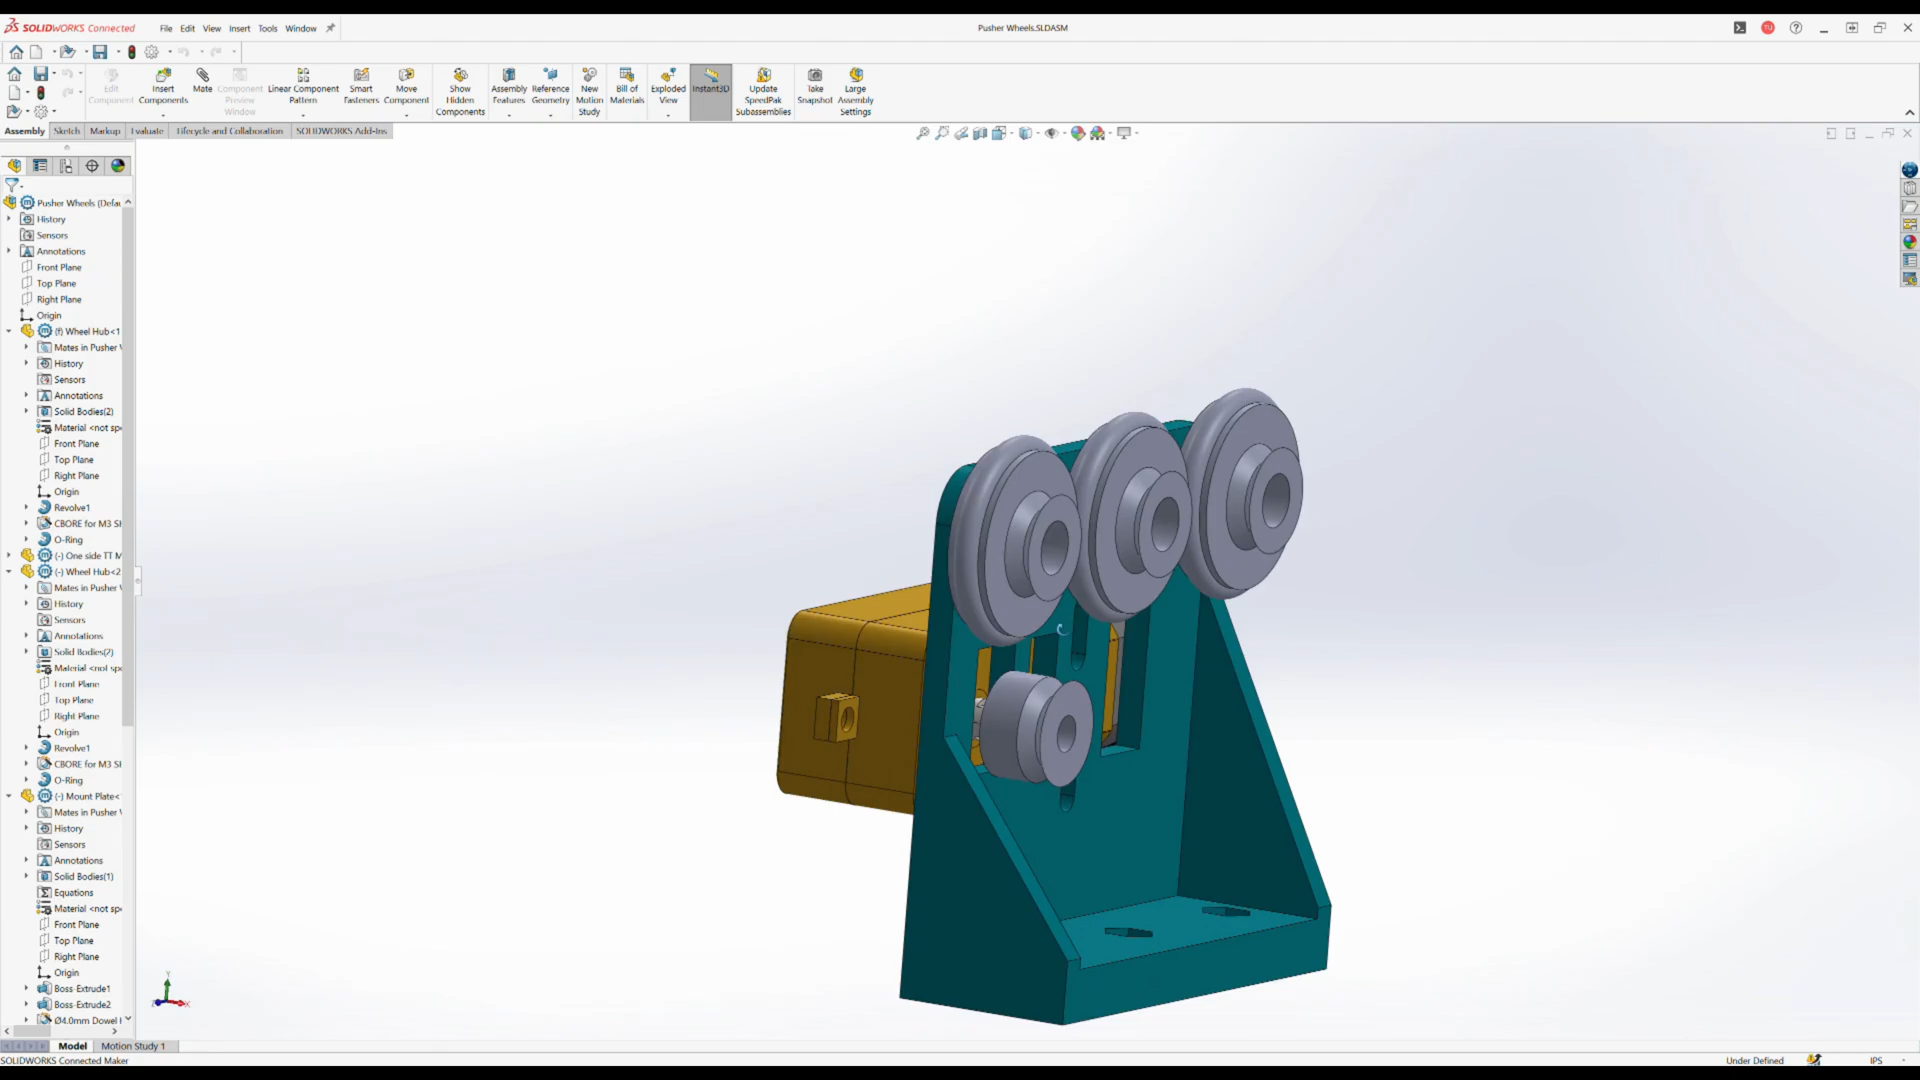 SOLIDWORKS Connected File Edit View Insert Tools Window Pusher Wheels.SLDASM
Edit Component
Insert Components
Mate
Component Preview Window
Linear Component Pattern
Smart Fasteners
Move Component
Show Hidden Components
Assembly Features
Reference Geometry
New Motion Study
Bill of Materials
Exploded View
Instant3D
Update SpeedPak Subassemblies
Take Snapshot
Large Assembly Settings
Assembly Sketch Markup Evaluate Lifecycle and Collaboration SOLIDWORKS Add-Ins
Pusher Wheels (Defau
History
Sensors
Annotations
Front Plane
Top Plane
Right Plane
Origin
(f) Wheel Hub<1
Mates in Pusher
History
Sensors
Annotations
Solid Bodies(2)
Material <not sp
Front Plane
Top Plane
Right Plane
Origin
Revolve1
CBORE for M3 S
O-Ring
(-) One side TT M
(-) Wheel Hub<2
Mates in Pusher
History
Sensors
Annotations
Solid Bodies(2)
Material <not sp
Front Plane
Top Plane
Right Plane
Origin
Revolve1
CBORE for M3 S
O-Ring
(-) Mount Plate<
Mates in Pusher
History
Sensors
Annotations
Solid Bodies(1)
Equations
Material <not sp
Front Plane
Top Plane
Right Plane
Origin
Boss-Extrude1
Boss-Extrude2
Ø4.0mm Dowel
Model Motion Study 1
SOLIDWORKS Connected Maker Under Defined IPS